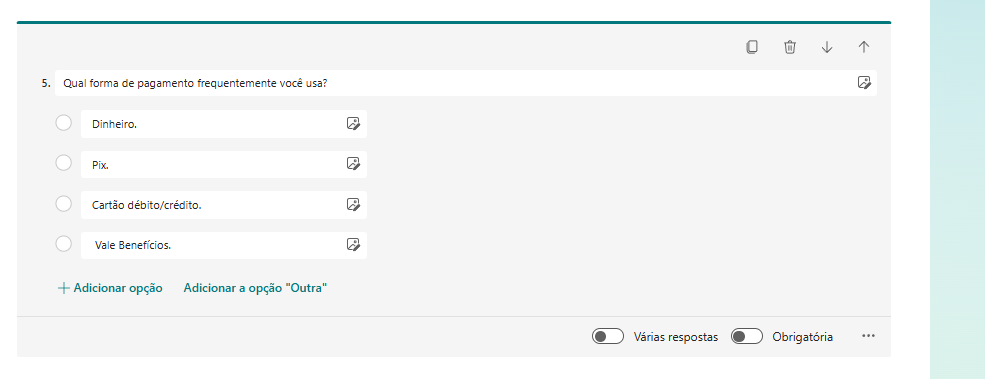 5. Qual forma de pagamento frequentemente você usa?
Dinheiro.
Pix.
Cartão débito/crédito.
Vale Benefícios.
+ Adicionar opção Adicionar a opção "Outra"
Várias respostas Obrigatória ...